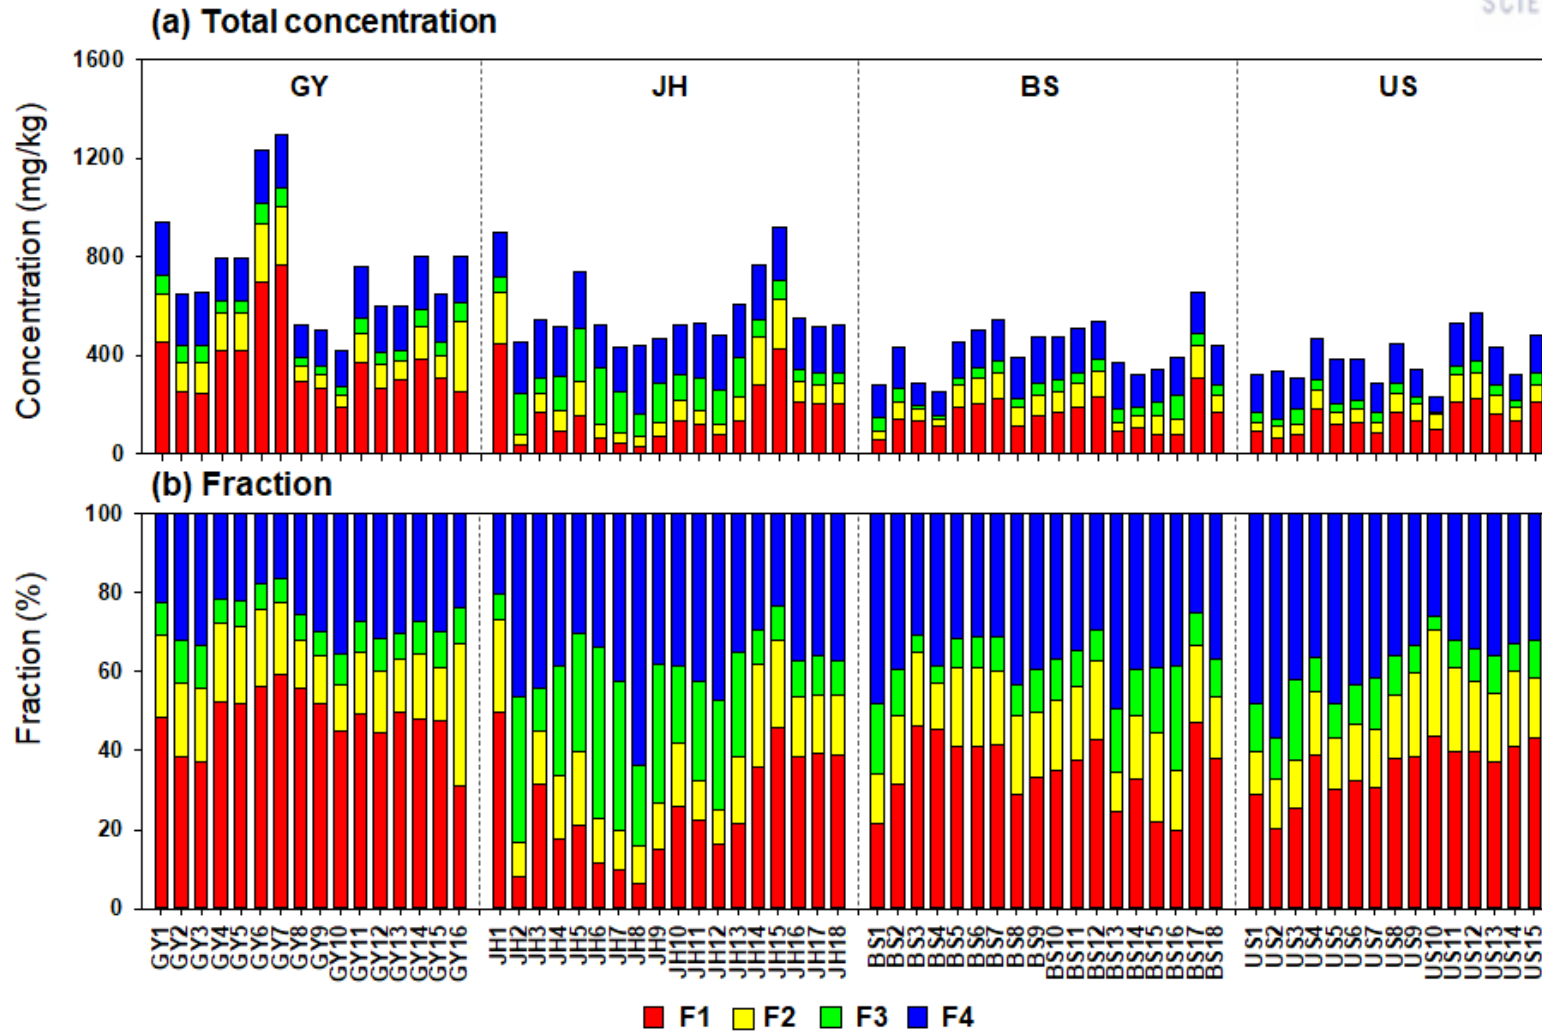 SCIE
(a) Total concentration
1600
1200
800
400
0
Concentration (mg/kg)
GY JH BS US
(b) Fraction
100
80
60
40
20
0
Fraction (%)
GY1 GY2 GY3 GY4 GY5 GY6 GY7 GY8 GY9 GY10 GY11 GY12 GY13 GY14 GY15 GY16 JH1 JH2 JH3 JH4 JH5 JH6 JH7 JH8 JH9 JH10 JH11 JH12 JH13 JH14 JH15 JH16 JH17 JH18 BS1 BS2 BS3 BS4 BS5 BS6 BS7 BS8 BS9 BS10 BS11 BS12 BS13 BS14 BS15 BS16 BS17 BS18 US1 US2 US3 US4 US5 US6 US7 US8 US9 US10 US11 US12 US13 US14 US15
F1 F2 F3 F4